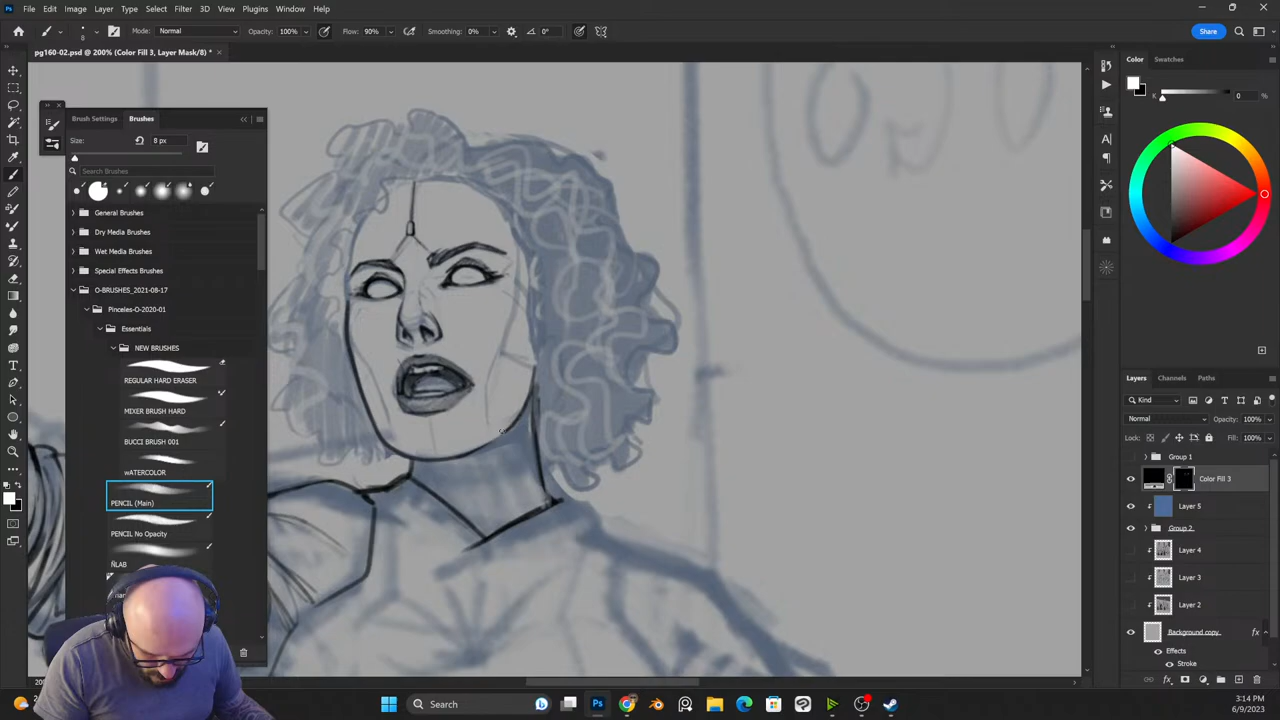 File Edit Image Layer Type Select Filter 3D View Plugins Window Help
8 Mode: Normal Opacity: 100% Flow: 90% Smoothing: 0% 0° Share
pg160-02.psd @ 200% (Color Fill 3, Layer Mask/8) *
Brush Settings Brushes
Size: 8 px
Search Brushes
General Brushes
Dry Media Brushes
Wet Media Brushes
Special Effects Brushes
O-BRUSHES_2021-08-17
Pinceles-O-2020-01
Essentials
NEW BRUSHES
REGULAR HARD ERASER
MIXER BRUSH HARD
BUCCI BRUSH 001
wATERCOLOR
PENCIL (Main)
PENCIL No Opacity
ÑLAB
Color Swatches
K 0 %
Layers Channels Paths
Kind
Normal Opacity: 100%
Lock: Fill: 100%
Group 1
Color Fill 3
Layer 5
Group 2
Layer 4
Layer 3
Layer 2
Background copy fx
Effects
Stroke
Search
3:14 PM
6/9/2023